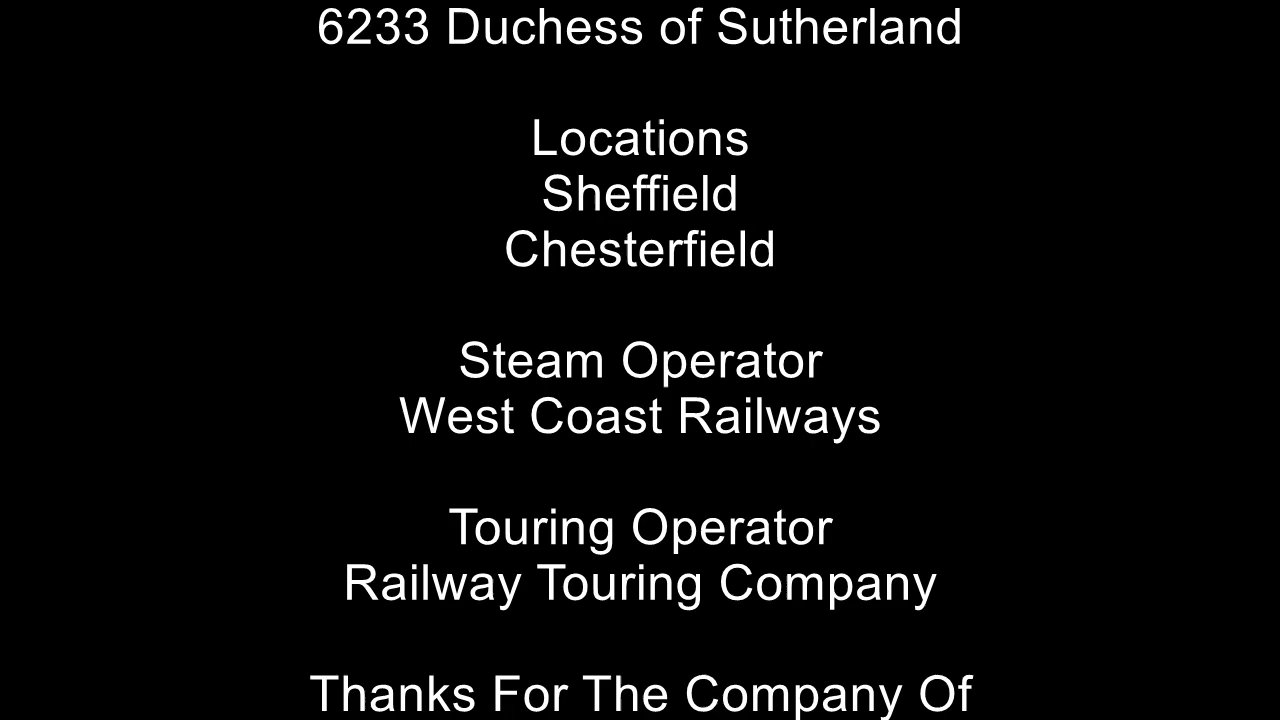 6233 Duchess of Sutherland
Locations
Sheffield
Chesterfield
Steam Operator
West Coast Railways
Touring Operator
Railway Touring Company
Thanks For The Company Of